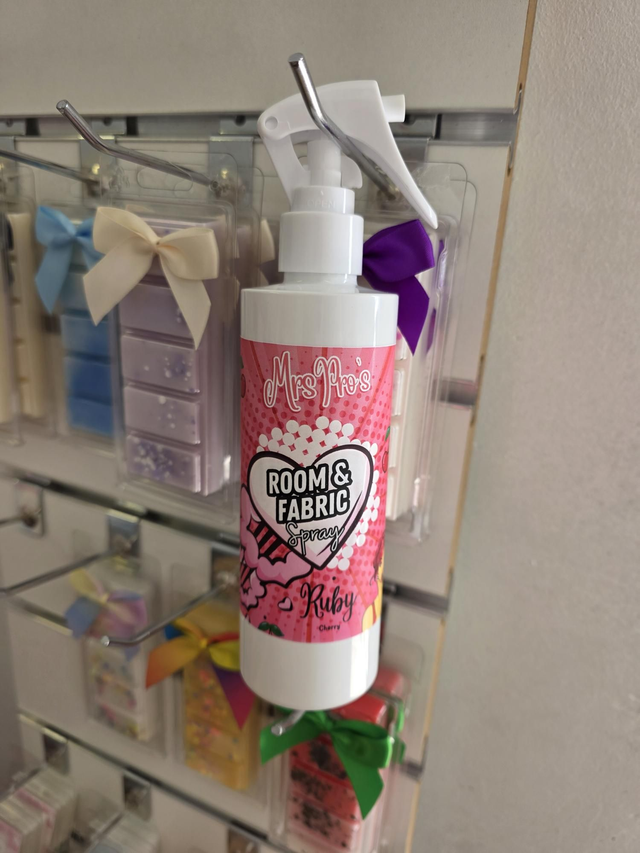 Mrs Pro's
ROOM &
FABRIC
Spray
Ruby
Cherry